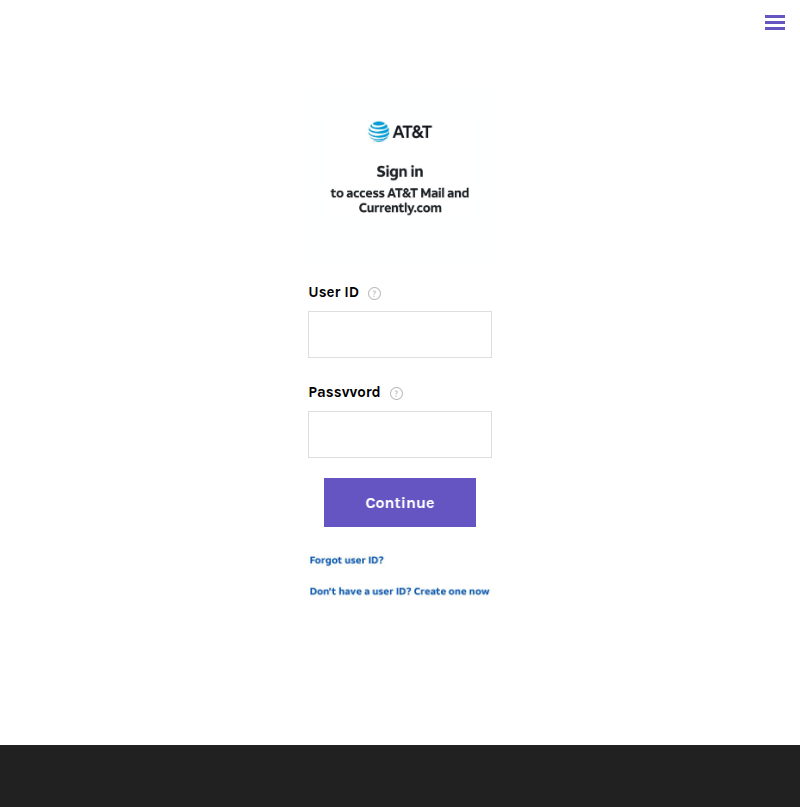 AT&T
Sign in
to access AT&T Mail and
Currently.com
User ID ?
Passvvord ?
Continue
Forgot user ID?
Don't have a user ID? Create one now